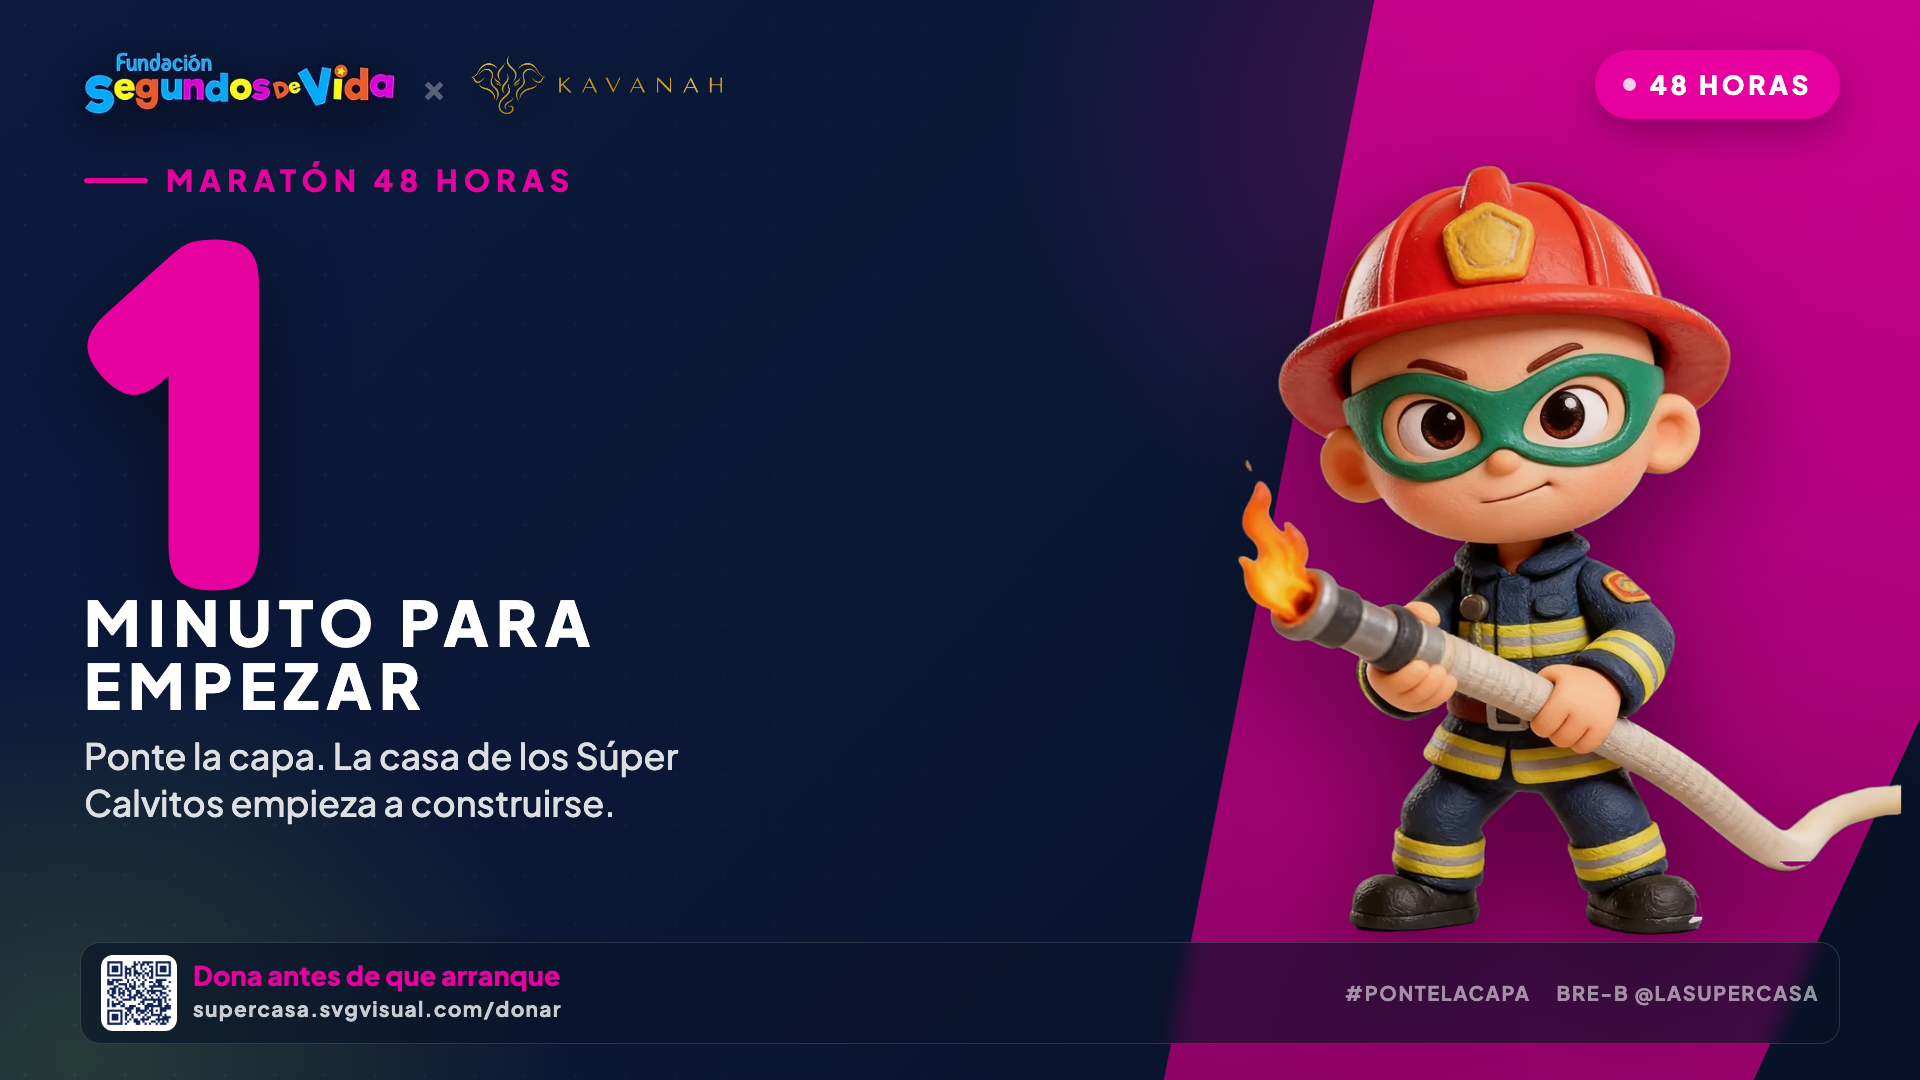 Fundación
Segundos DE Vida × KAVANAH
48 HORAS
MARATÓN 48 HORAS
1
MINUTO PARA
EMPEZAR
Ponte la capa. La casa de los Súper
Calvitos empieza a construirse.
Dona antes de que arranque
supercasa.svgvisual.com/donar
#PONTELACAPA BRE-B @LASUPERCASA